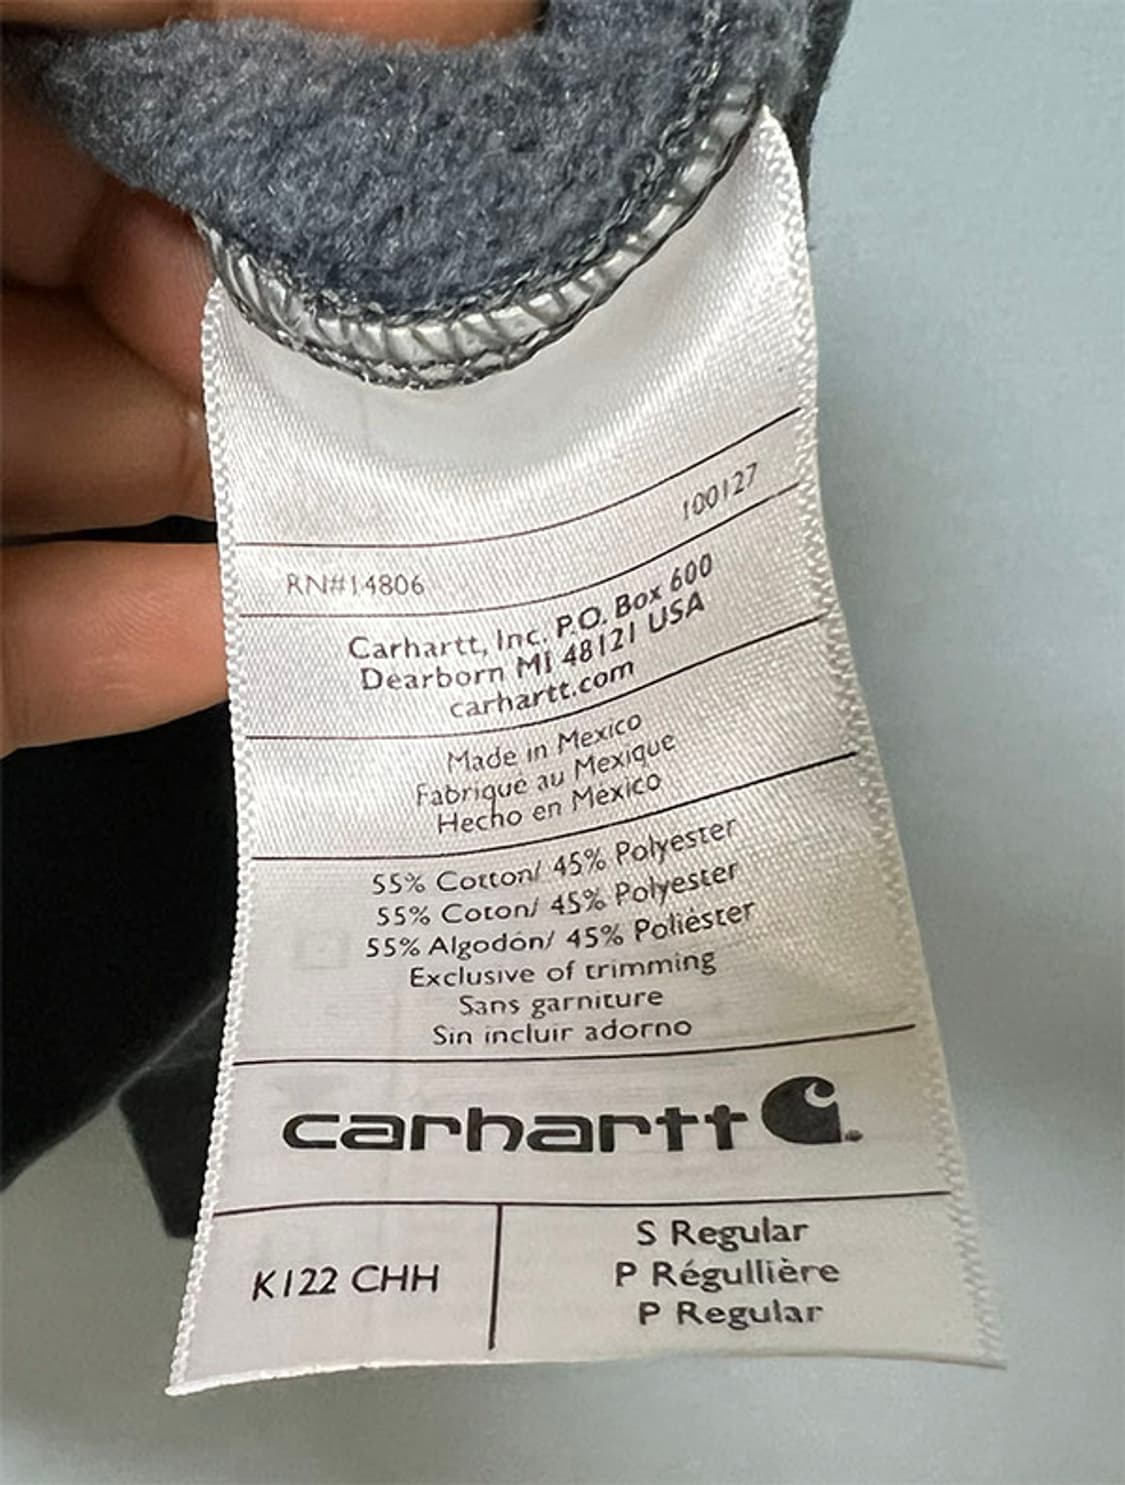 100127
RN#14806
Carhartt, Inc. P.O. Box 600
Dearborn MI 48121 USA
carhartt.com
Made in Mexico
Fabriqué au Mexique
Hecho en Mexico
55% Cotton/ 45% Polyester
55% Coton/ 45% Polyester
55% Algodón/ 45% Poliéster
Exclusive of trimming
Sans garniture
Sin incluir adorno
carhartt
K122 CHH
S Regular
P Régullière
P Regular